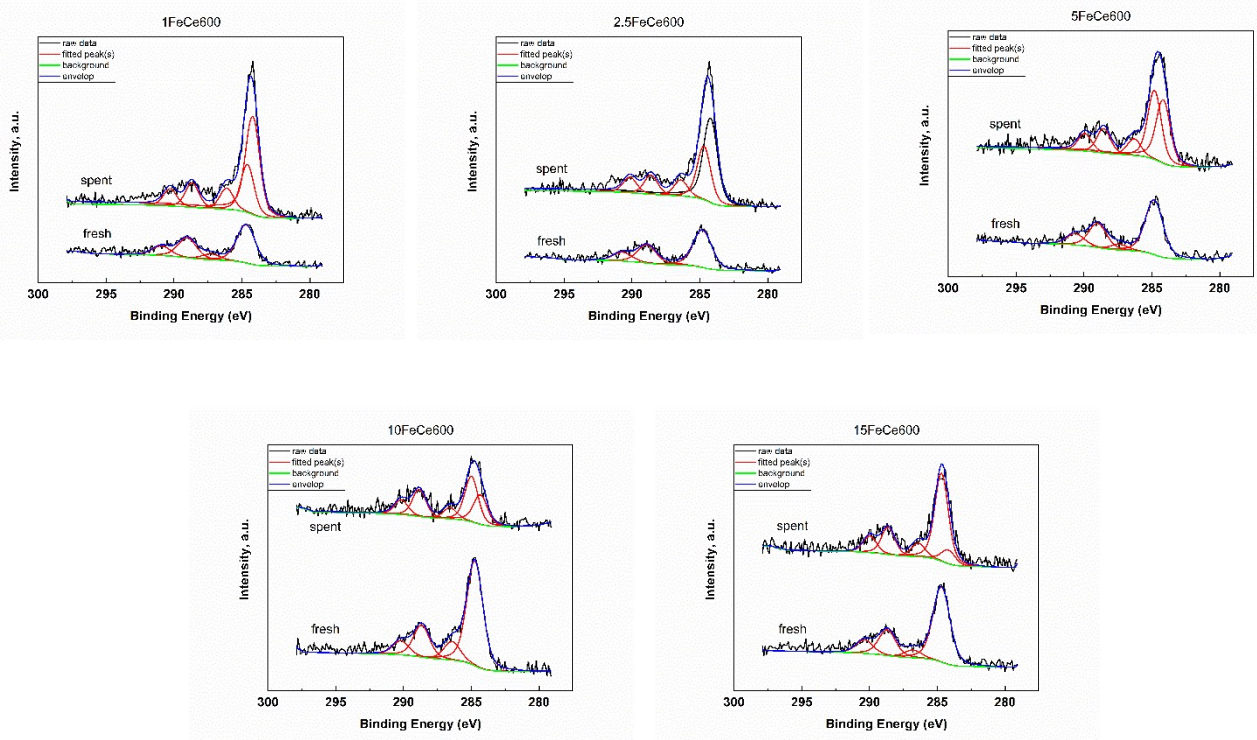 1FeCe600
raw data
fitted peak(s)
background
envelop
spent
fresh
Intensity, a.u.
300 295 290 285 280
Binding Energy (eV)
2.5FeCe600
raw data
fitted peak(s)
background
envelop
spent
fresh
Intensity, a.u.
300 295 290 285 280
Binding Energy (eV)
5FeCe600
raw data
fitted peak(s)
background
envelop
spent
fresh
Intensity, a.u.
300 295 290 285 280
Binding Energy (eV)
10FeCe600
raw data
fitted peak(s)
background
envelop
spent
fresh
Intensity, a.u.
300 295 290 285 280
Binding Energy (eV)
15FeCe600
raw data
fitted peak(s)
background
envelop
spent
fresh
Intensity, a.u.
300 295 290 285 280
Binding Energy (eV)